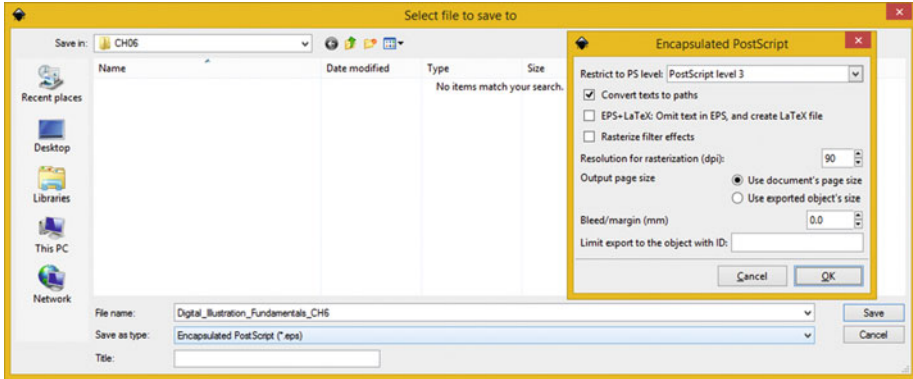 Select file to save to
Save in: CH06
Name Date modified Type Size
No items match your search.
Recent places
Desktop
Libraries
This PC
Network
File name: Digital_Illustration_Fundamentals_CH6 Save
Save as type: Encapsulated PostScript (*.eps) Cancel
Title:
Encapsulated PostScript
Restrict to PS level: PostScript level 3
Convert texts to paths
EPS+LaTeX: Omit text in EPS, and create LaTeX file
Rasterize filter effects
Resolution for rasterization (dpi): 90
Output page size Use document's page size
Use exported object's size
Bleed/margin (mm) 0.0
Limit export to the object with ID:
Cancel OK